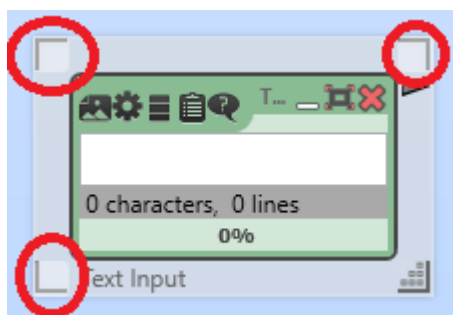 T...
0 characters, 0 lines
0%
Text Input